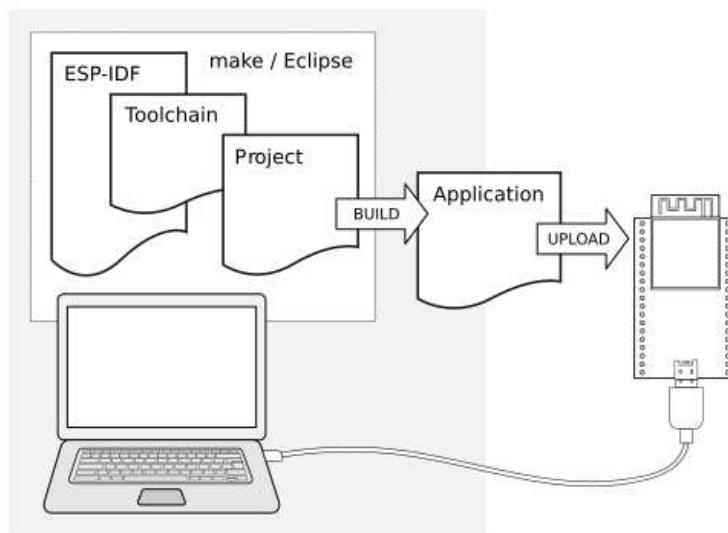 ESP-IDF
make / Eclipse
Toolchain
Project
BUILD
Application
UPLOAD